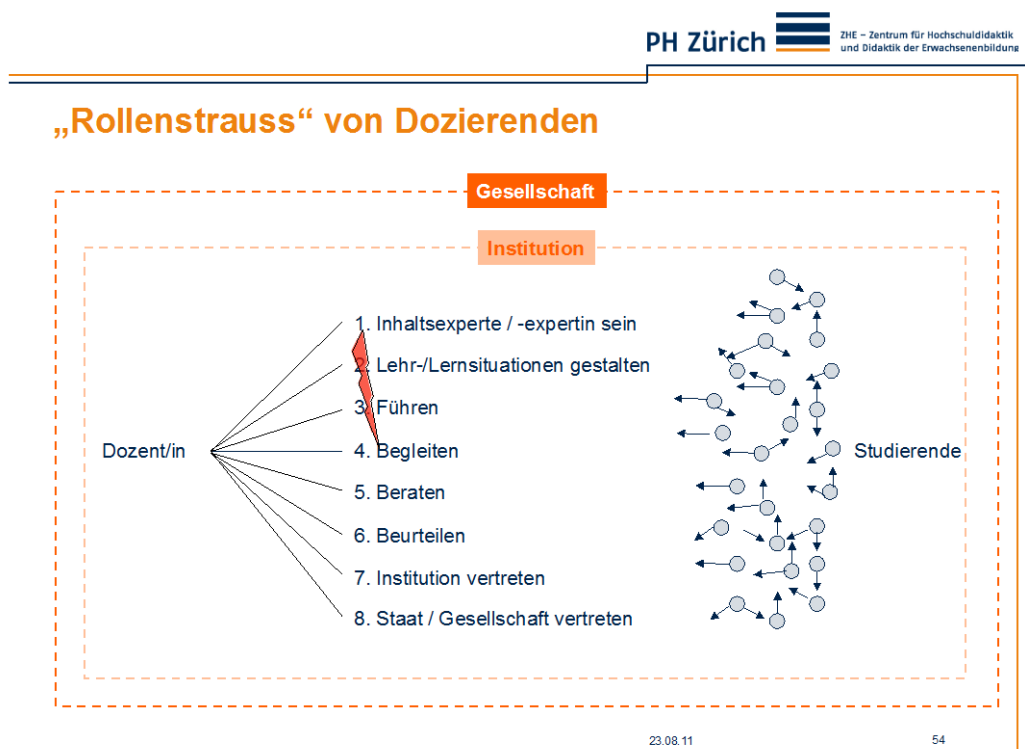 PH Zürich
ZHE – Zentrum für Hochschuldidaktik
und Didaktik der Erwachsenenbildung
„Rollenstrauss“ von Dozierenden
Gesellschaft
Institution
1. Inhaltsexperte / -expertin sein
2. Lehr-/Lernsituationen gestalten
3. Führen
Dozent/in
4. Begleiten
Studierende
5. Beraten
6. Beurteilen
7. Institution vertreten
8. Staat / Gesellschaft vertreten
23.08.11
54